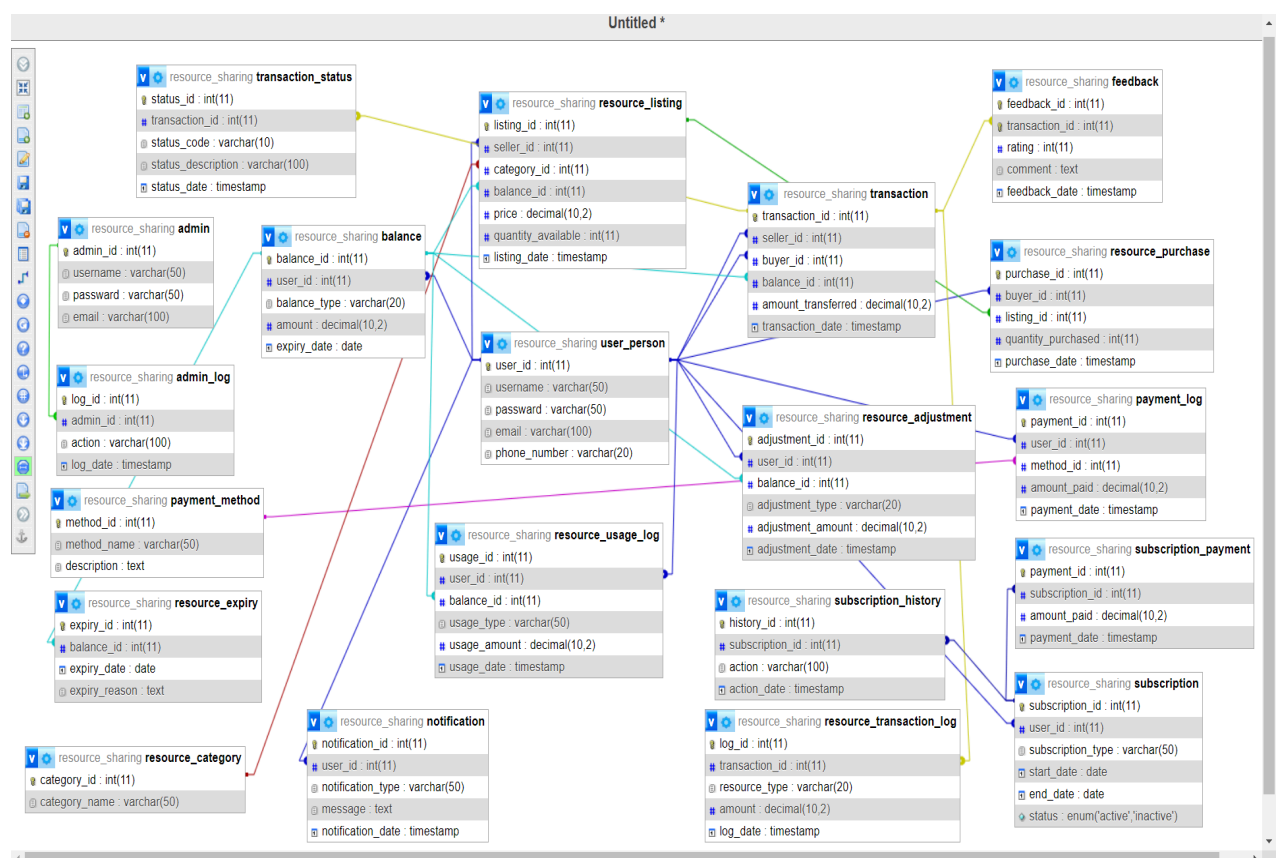 Untitled *
resource_sharing transaction_status
status_id : int(11)
transaction_id : int(11)
status_code : varchar(10)
status_description : varchar(100)
status_date : timestamp
resource_sharing resource_listing
listing_id : int(11)
seller_id : int(11)
category_id : int(11)
balance_id : int(11)
price : decimal(10,2)
quantity_available : int(11)
listing_date : timestamp
resource_sharing feedback
feedback_id : int(11)
transaction_id : int(11)
rating : int(11)
comment : text
feedback_date : timestamp
resource_sharing transaction
transaction_id : int(11)
seller_id : int(11)
buyer_id : int(11)
balance_id : int(11)
amount_transferred : decimal(10,2)
transaction_date : timestamp
resource_sharing admin
admin_id : int(11)
username : varchar(50)
passward : varchar(50)
email : varchar(100)
resource_sharing balance
balance_id : int(11)
user_id : int(11)
balance_type : varchar(20)
amount : decimal(10,2)
expiry_date : date
resource_sharing resource_purchase
purchase_id : int(11)
buyer_id : int(11)
listing_id : int(11)
quantity_purchased : int(11)
purchase_date : timestamp
resource_sharing user_person
user_id : int(11)
username : varchar(50)
passward : varchar(50)
email : varchar(100)
phone_number : varchar(20)
resource_sharing admin_log
log_id : int(11)
admin_id : int(11)
action : varchar(100)
log_date : timestamp
resource_sharing payment_log
payment_id : int(11)
user_id : int(11)
method_id : int(11)
amount_paid : decimal(10,2)
payment_date : timestamp
resource_sharing resource_adjustment
adjustment_id : int(11)
user_id : int(11)
balance_id : int(11)
adjustment_type : varchar(20)
adjustment_amount : decimal(10,2)
adjustment_date : timestamp
resource_sharing payment_method
method_id : int(11)
method_name : varchar(50)
description : text
resource_sharing resource_usage_log
usage_id : int(11)
user_id : int(11)
balance_id : int(11)
usage_type : varchar(50)
usage_amount : decimal(10,2)
usage_date : timestamp
resource_sharing subscription_payment
payment_id : int(11)
subscription_id : int(11)
amount_paid : decimal(10,2)
payment_date : timestamp
resource_sharing resource_expiry
expiry_id : int(11)
balance_id : int(11)
expiry_date : date
expiry_reason : text
resource_sharing subscription_history
history_id : int(11)
subscription_id : int(11)
action : varchar(100)
action_date : timestamp
resource_sharing subscription
subscription_id : int(11)
user_id : int(11)
subscription_type : varchar(50)
start_date : date
end_date : date
status : enum('active','inactive')
resource_sharing notification
notification_id : int(11)
user_id : int(11)
notification_type : varchar(50)
message : text
notification_date : timestamp
resource_sharing resource_transaction_log
log_id : int(11)
transaction_id : int(11)
resource_type : varchar(20)
amount : decimal(10,2)
log_date : timestamp
resource_sharing resource_category
category_id : int(11)
category_name : varchar(50)